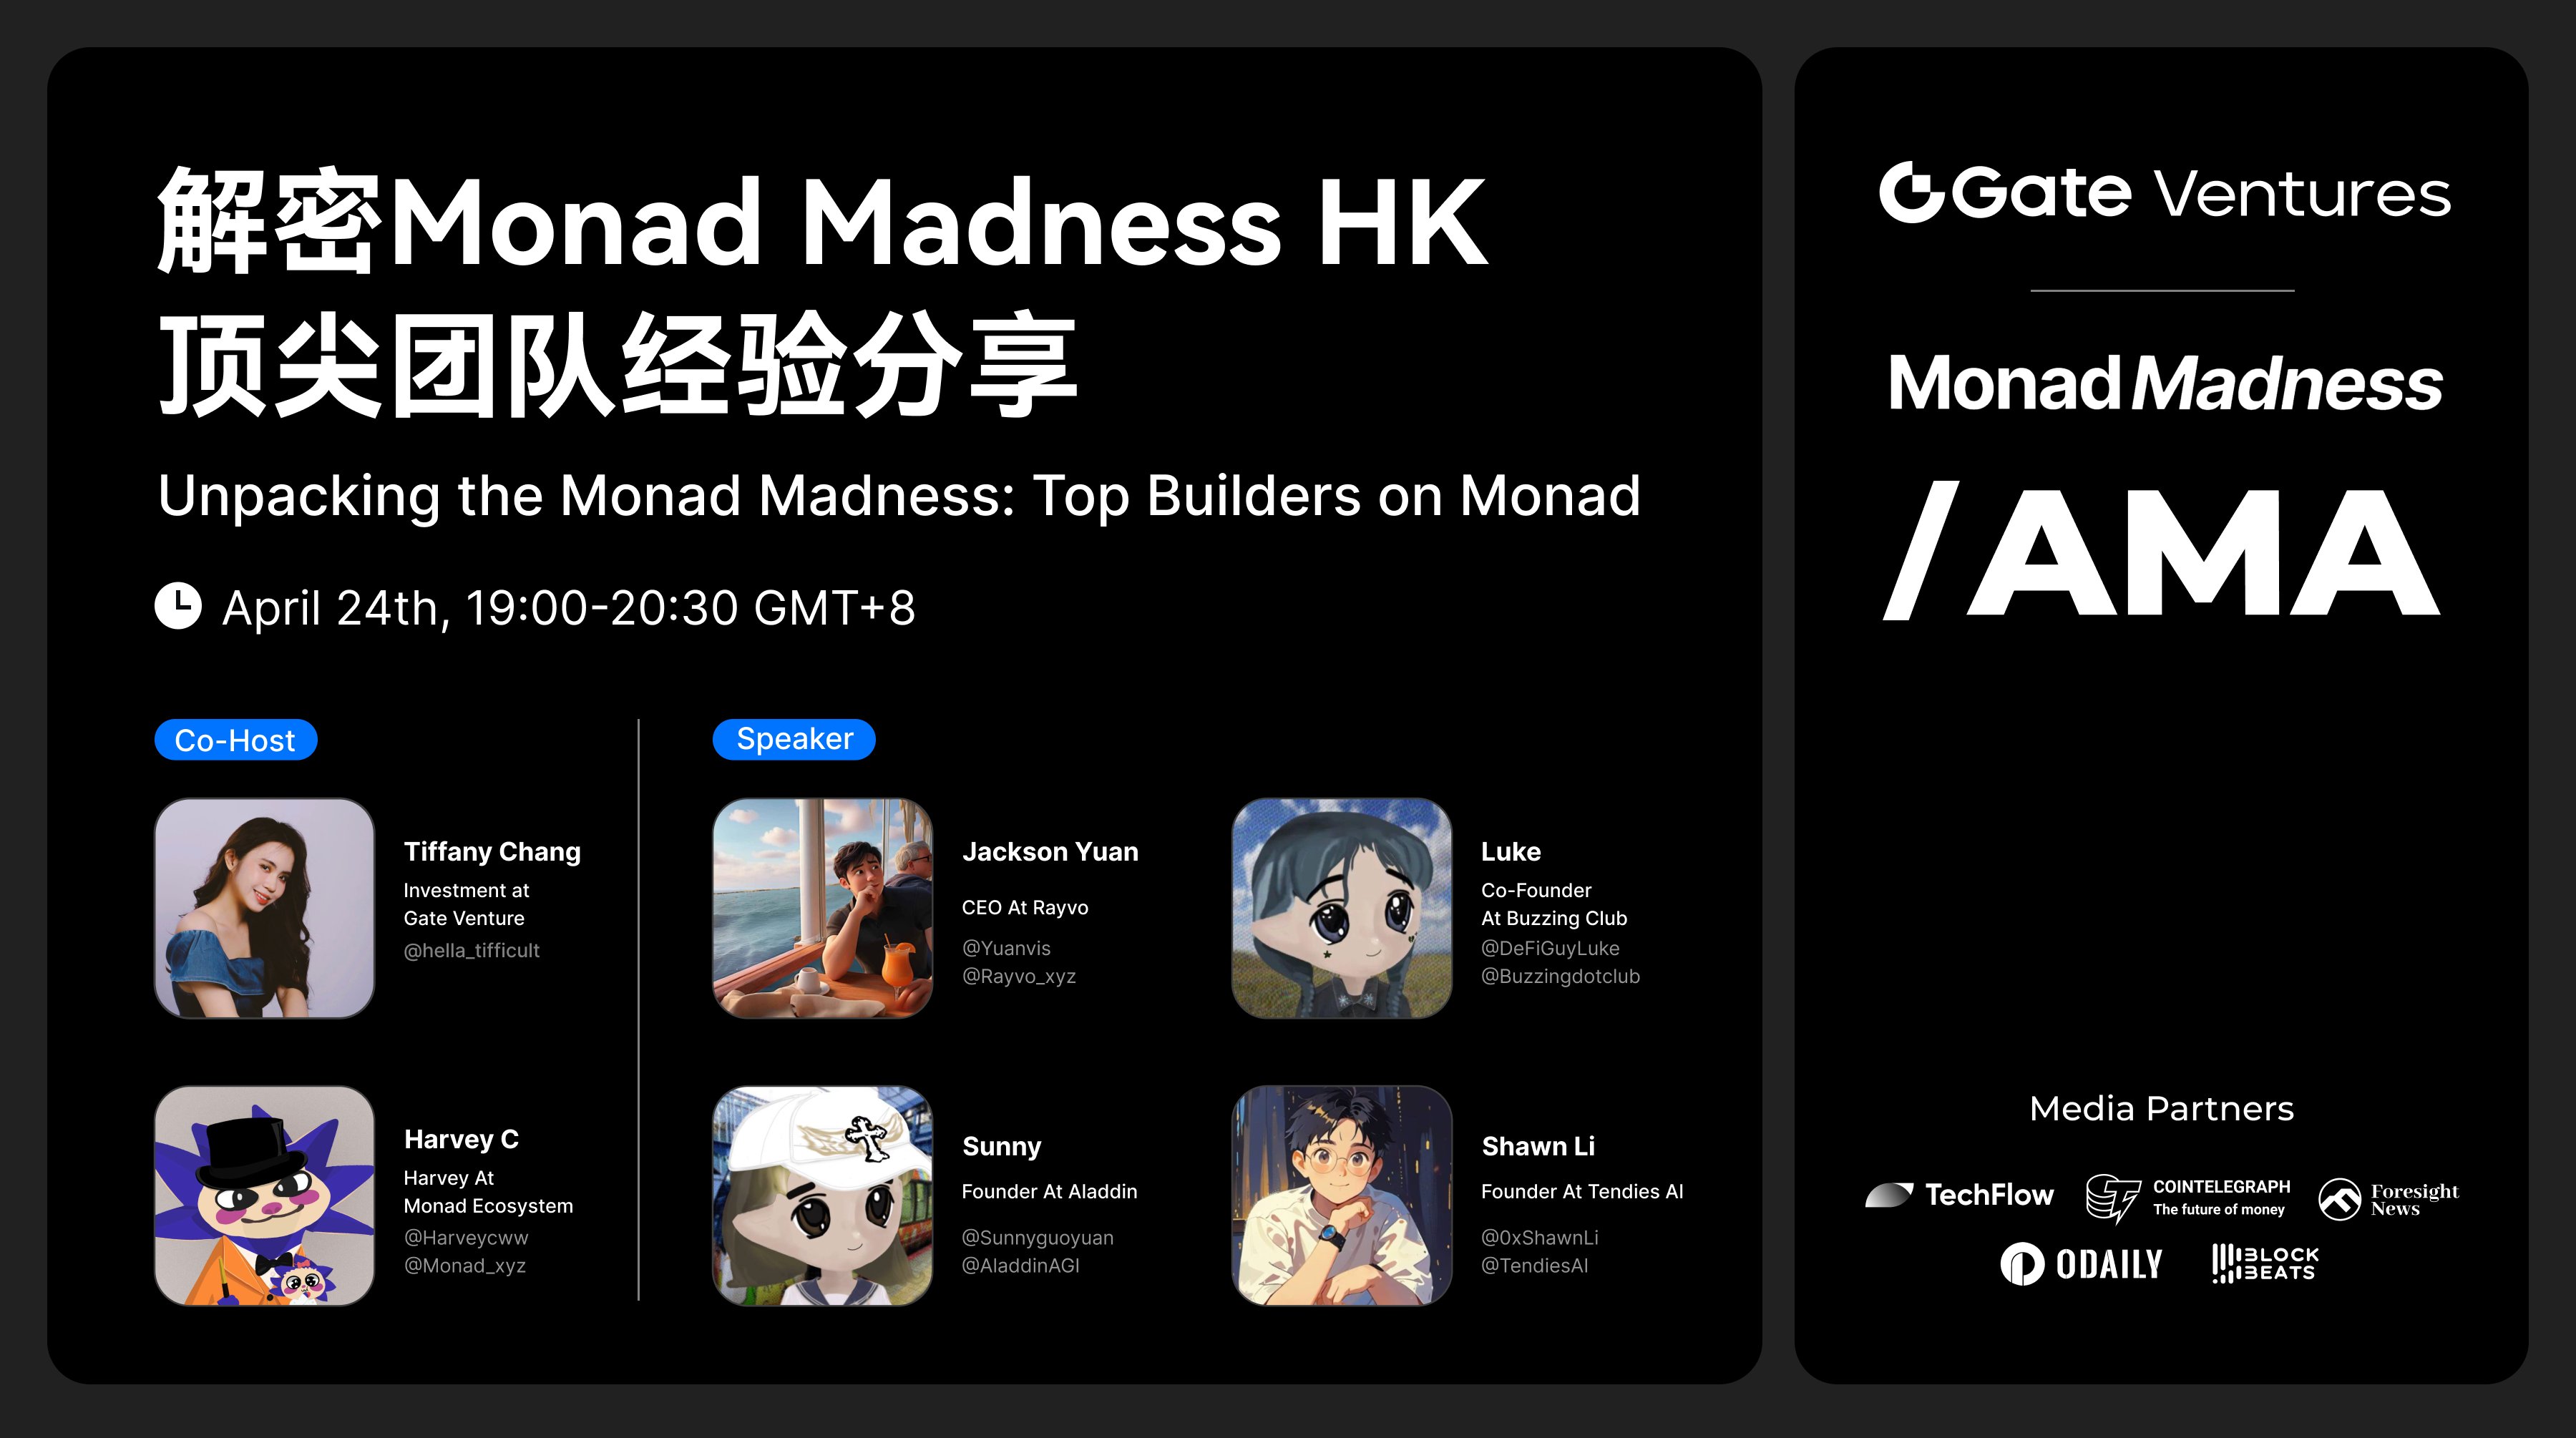 解密Monad Madness HK
顶尖团队经验分享
Unpacking the Monad Madness: Top Builders on Monad
April 24th, 19:00-20:30 GMT+8
Co-Host
Tiffany Chang
Investment at
Gate Venture
@hella_tifficult
Harvey C
Harvey At
Monad Ecosystem
@Harveycww
@Monad_xyz
Speaker
Jackson Yuan
CEO At Rayvo
@Yuanvis
@Rayvo_xyz
Luke
Co-Founder
At Buzzing Club
@DeFiGuyLuke
@Buzzingdotclub
Sunny
Founder At Aladdin
@Sunnyguoyuan
@AladdinAGI
Shawn Li
Founder At Tendies AI
@0xShawnLi
@TendiesAI
Gate Ventures
Monad Madness
/AMA
Media Partners
TechFlow
COINTELEGRAPH
The future of money
Foresight
News
ODAILY
BLOCK
BEATS